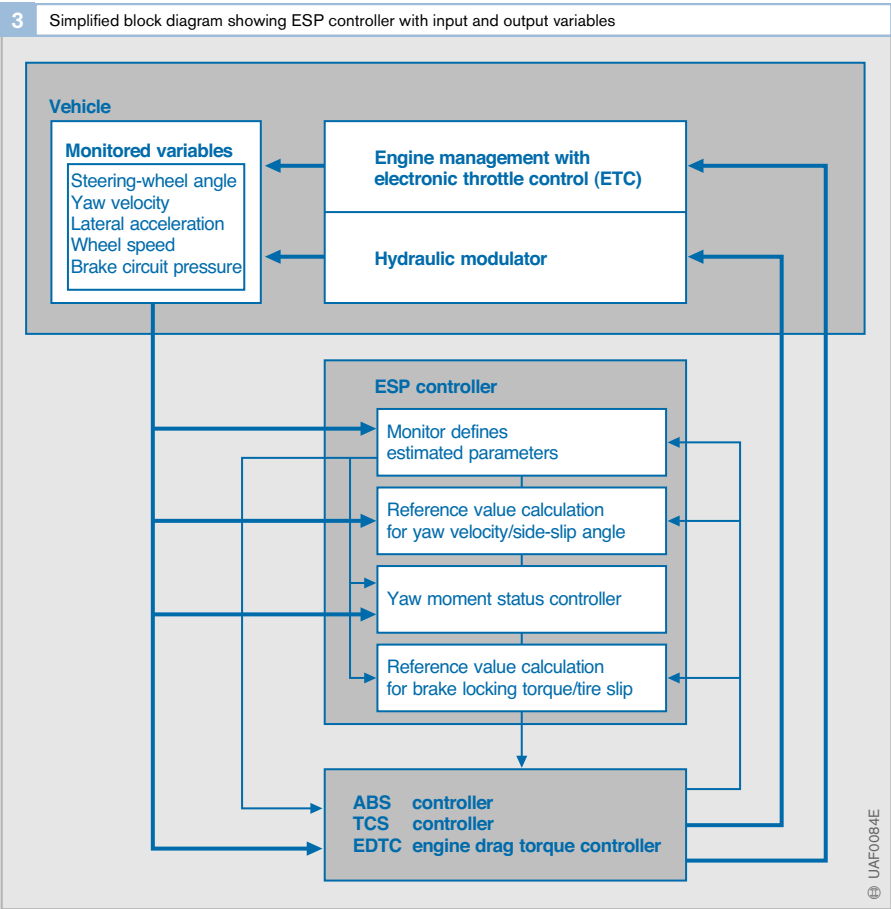 3 Simplified block diagram showing ESP controller with input and output variables
Vehicle
Monitored variables
Steering-wheel angle
Yaw velocity
Lateral acceleration
Wheel speed
Brake circuit pressure
Engine management with
electronic throttle control (ETC)
Hydraulic modulator
ESP controller
Monitor defines
estimated parameters
Reference value calculation
for yaw velocity/side-slip angle
Yaw moment status controller
Reference value calculation
for brake locking torque/tire slip
ABS controller
TCS controller
EDTC engine drag torque controller
UAF0084E